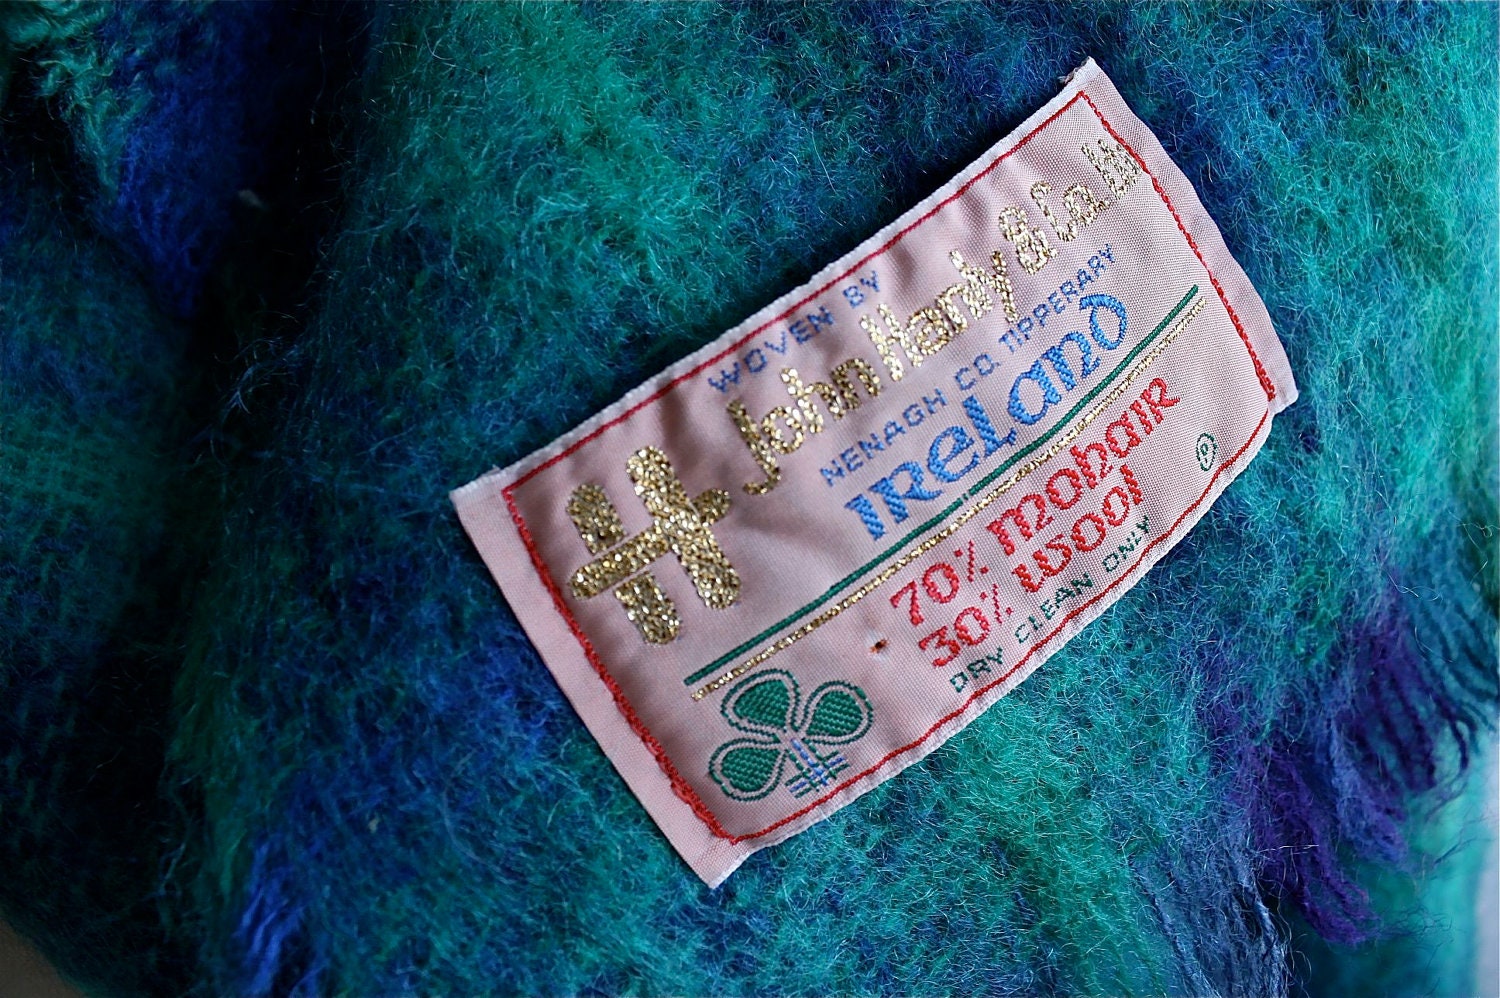 WOVEN BY
John Hanly & Co. Ltd
NENAGH CO. TIPPERARY
IReLand
70% mohaIR
30% wool
DRY CLEAN ONLY
P